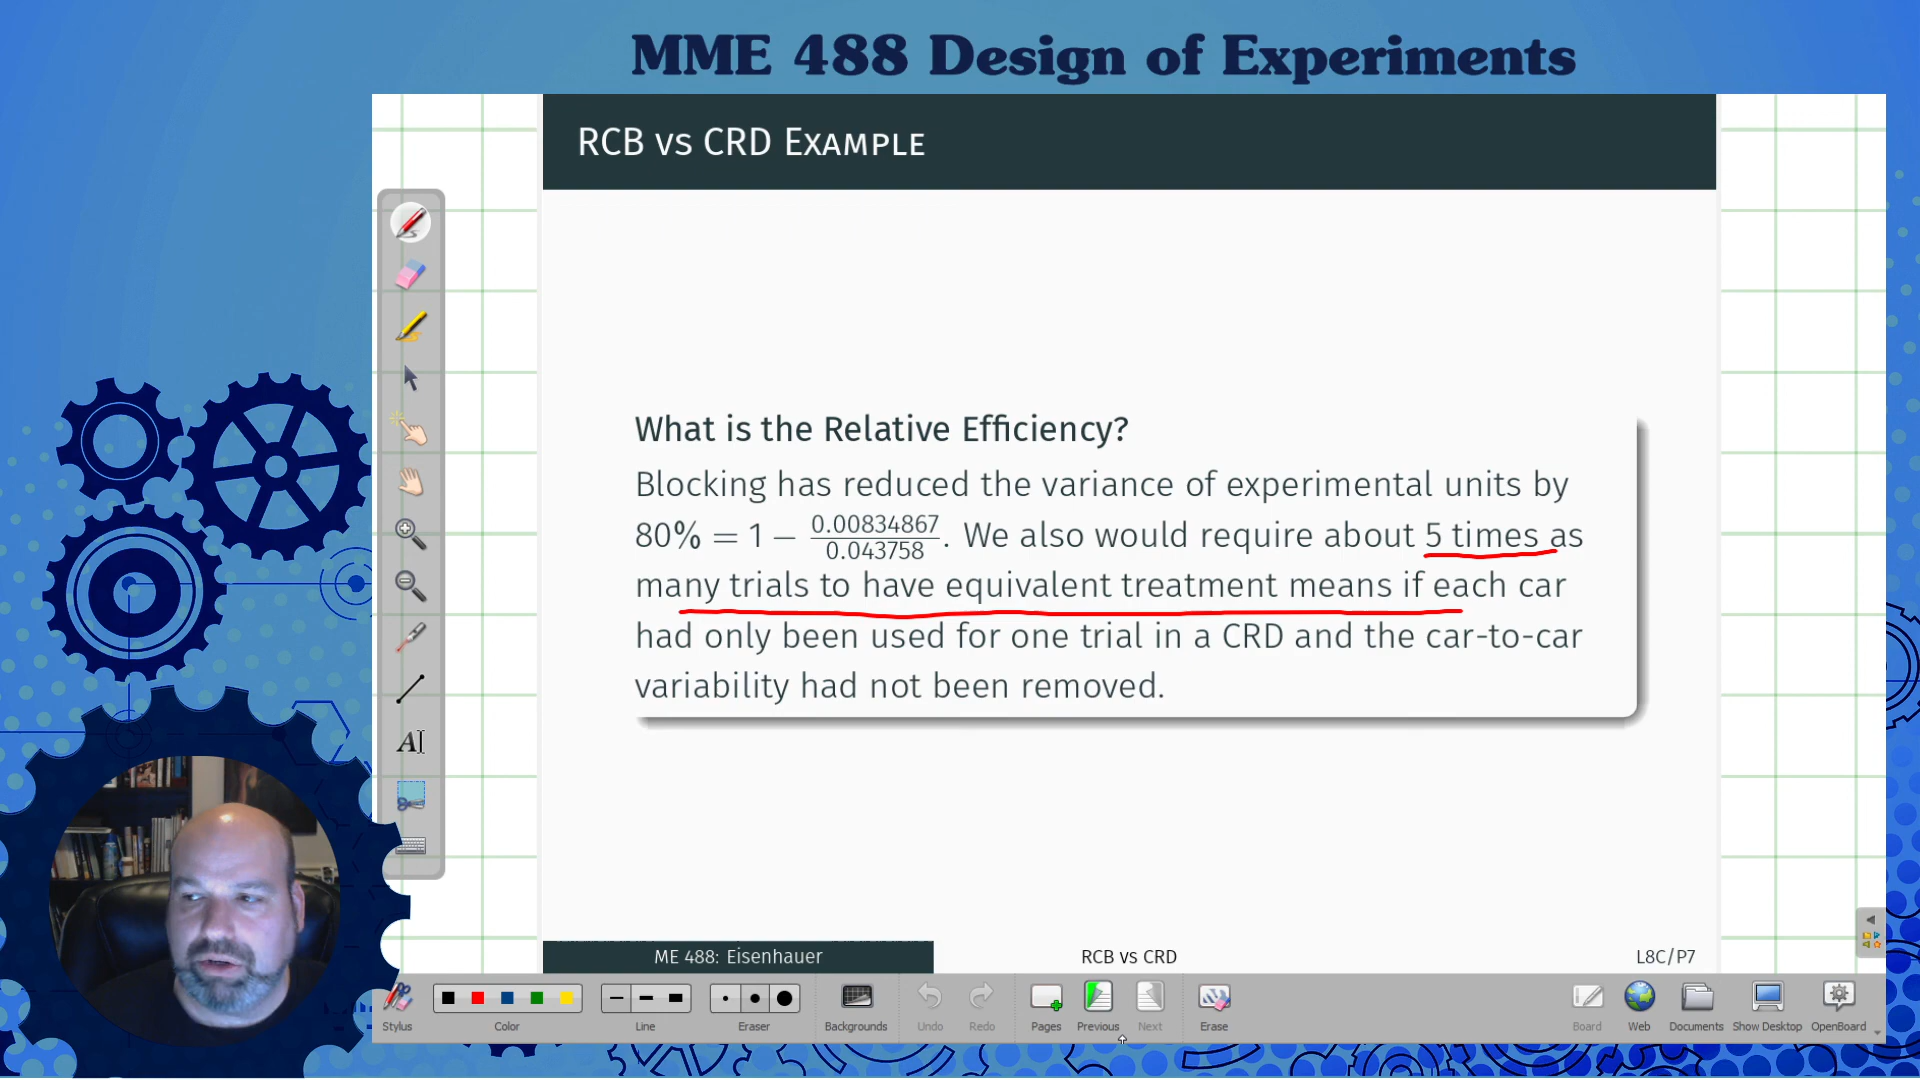 MME 488 Design of Experiments
RCB vs CRD Example
What is the Relative Efficiency?
Blocking has reduced the variance of experimental units by
80% = 1 − 0.00834867/0.043758. We also would require about 5 times as
many trials to have equivalent treatment means if each car
had only been used for one trial in a CRD and the car-to-car
variability had not been removed.
ME 488: Eisenhauer
RCB vs CRD
L8C/P7
Stylus
Color
Line
Eraser
Backgrounds
Undo
Redo
Pages
Previous
Next
Erase
Board
Web
Documents
Show Desktop
OpenBoard